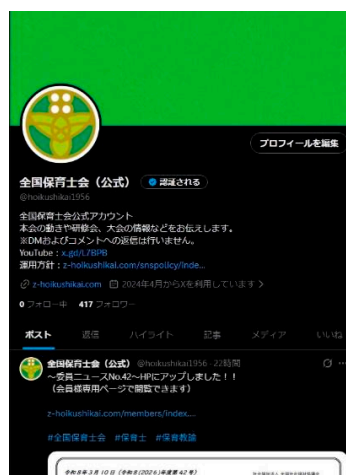 プロフィールを編集
全国保育士会（公式） 認証される
@hoikushikai1956
全国保育士会公式アカウント
本会の動きや研修会、大会の情報などをお伝えします。
※DMおよびコメントへの返信は行いません。
YouTube：x.gd/L7BPB
運用方針：z-hoikushikai.com/snspolicy/inde...
z-hoikushikai.com 2024年4月からXを利用しています
0 フォロー中 417 フォロワー
ポスト 返信 ハイライト 記事 メディア いいね
全国保育士会（公式） @hoikushikai1956・22時間
～委員ニュースNo.42～HPにアップしました！！
（会員様専用ページで閲覧できます）
z-hoikushikai.com/members/index....
#全国保育士会 #保育士 #保育教諭
令和8年3月10日（令和8(2026)年度第42号）